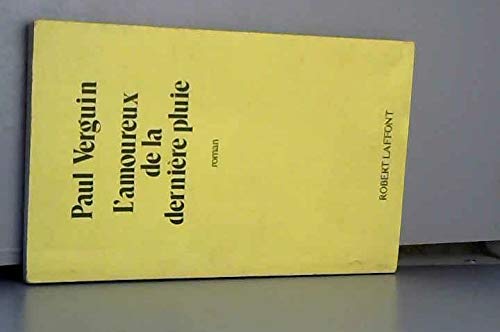 Paul Verguin
L'amoureux
de la
dernière pluie
roman
ROBERT LAFFONT